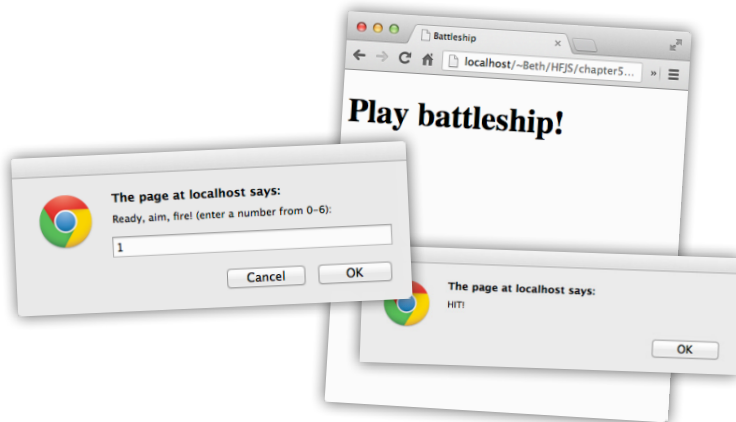 Battleship
localhost/~Beth/HFJS/chapter5...
Play battleship!
The page at localhost says:
Ready, aim, fire! (enter a number from 0-6):
1
Cancel
OK
The page at localhost says:
HIT!
OK